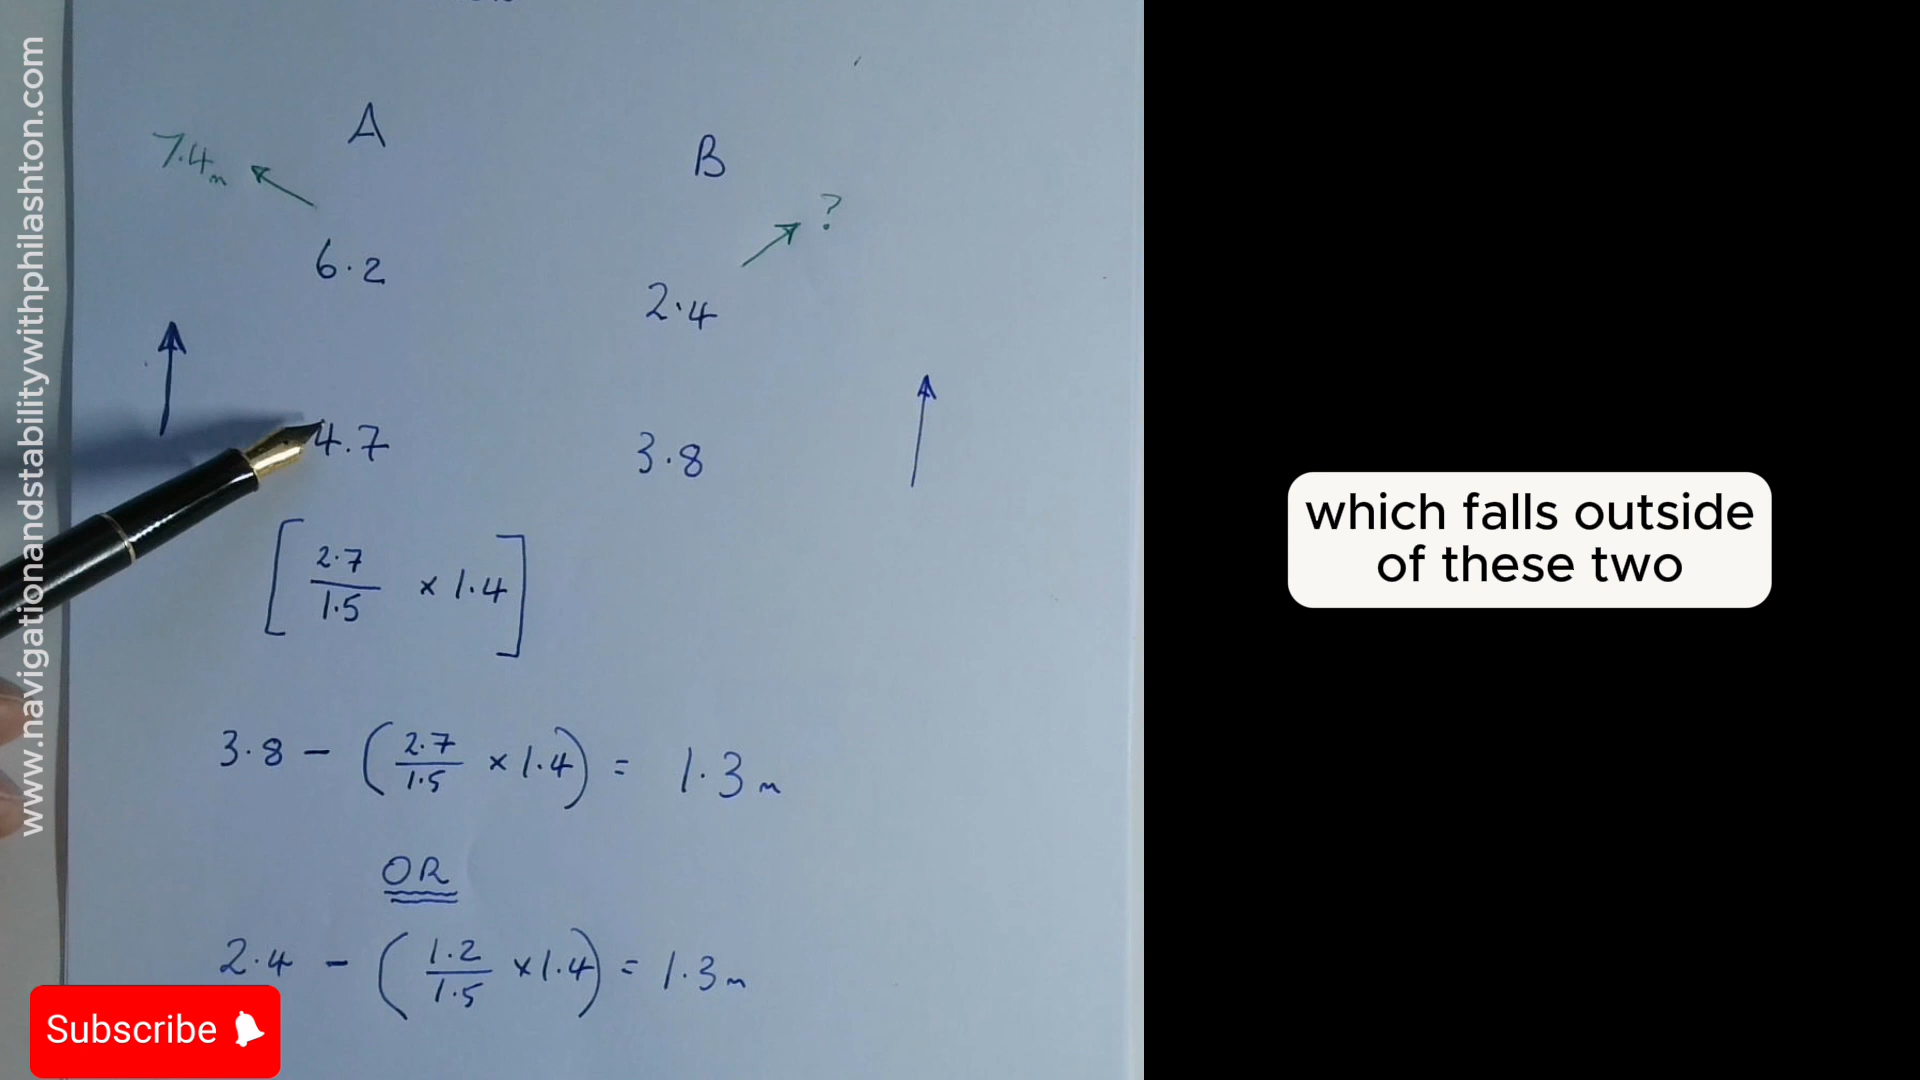 www.navigationandstabilitywithphilashton.com
A
B
7.4m
?
6.2
2.4
4.7
3.8
[2.7/1.5 × 1.4]
3.8 - (2.7/1.5 × 1.4) = 1.3m
OR
2.4 - (1.2/1.5 × 1.4) = 1.3m
Subscribe
which falls outside
of these two